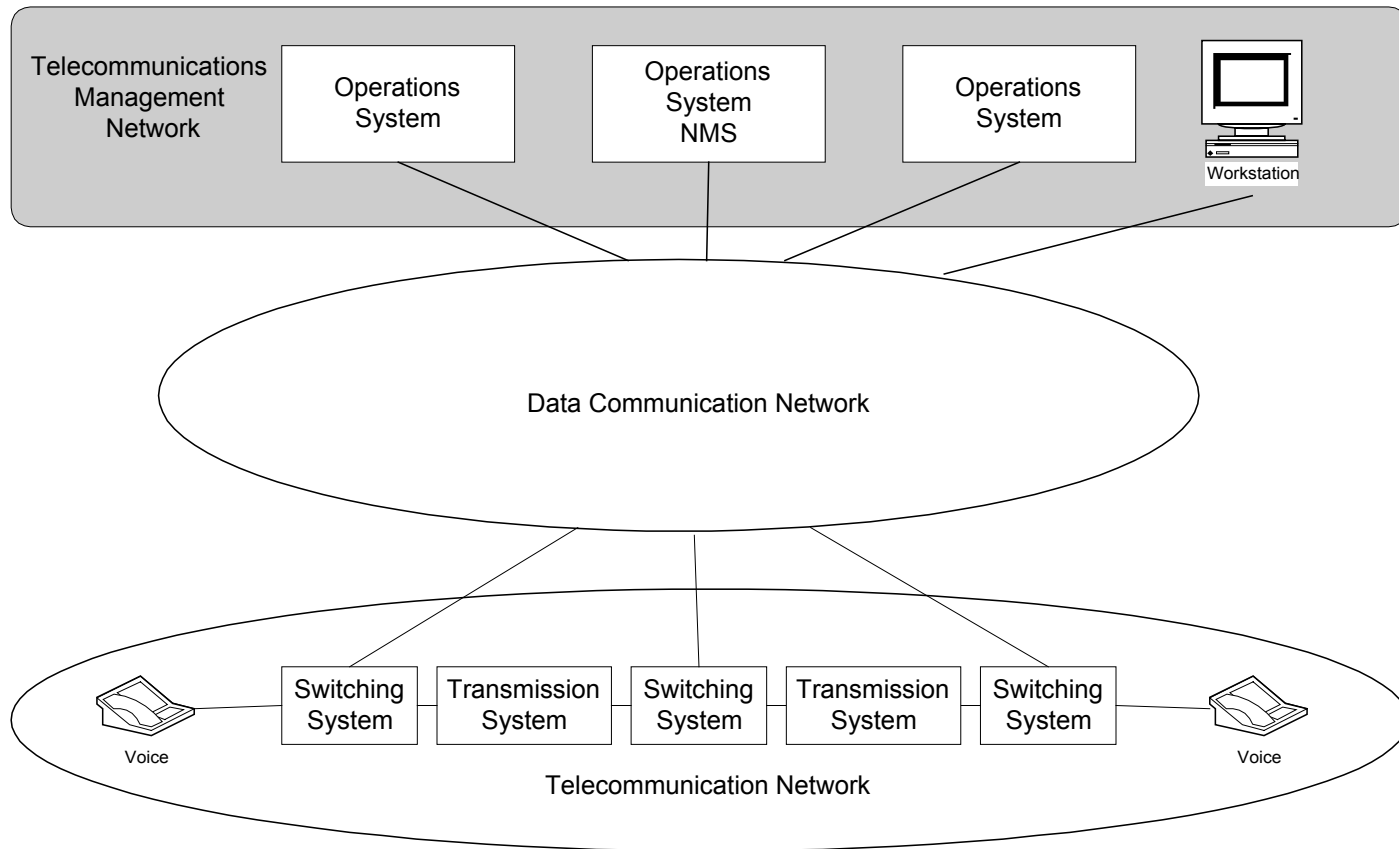 Telecommunications
Management
Network
Operations
System
Operations
System
NMS
Operations
System
Workstation
Data Communication Network
Switching
System
Transmission
System
Switching
System
Transmission
System
Switching
System
Voice
Voice
Telecommunication Network